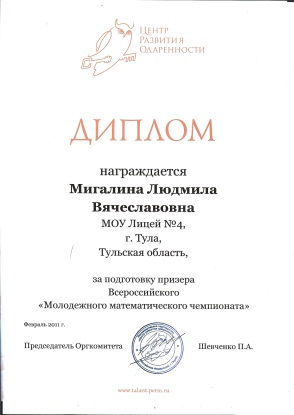 Центр
Развития
Одаренности
ДИПЛОМ
награждается
Мигалина Людмила
Вячеславовна
МОУ Лицей №4,
г. Тула,
Тульская область,
за подготовку призера
Всероссийского
«Молодежного математического чемпионата»
Февраль 2011 г.
Председатель Оргкомитета Шевченко П.А.
www.talant.perm.ru